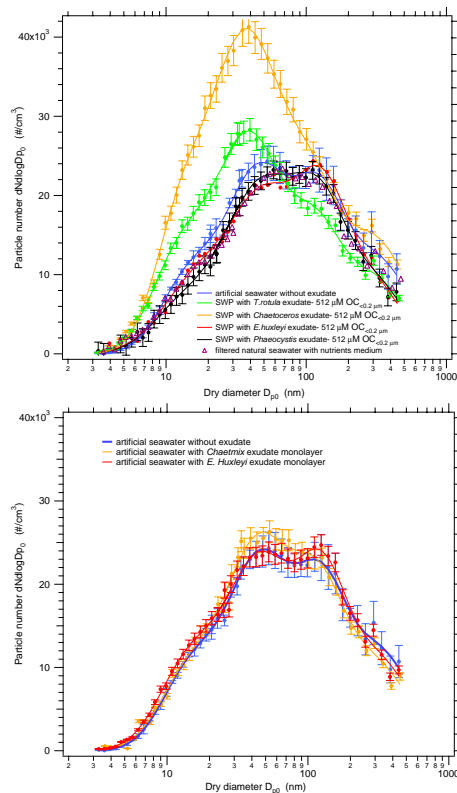 40x10³
30
20
10
0
Particle number dNdlogDp₀ (#/cm³)
artificial seawater without exudate
SWP with T.rotula exudate- 512 µM OC<0.2 µm
SWP with Chaetoceros exudate- 512 µM OC<0.2 µm
SWP with E.huxleyi exudate- 512 µM OC<0.2 µm
SWP with Phaeocystis exudate- 512 µM OC<0.2 µm
filtered natural seawater with nutrients medium
2 3 4 5 6 7 8 9 10 2 3 4 5 6 7 8 9 100 2 3 4 5 6 7 8 9 1000
Dry diameter Dp0 (nm)
40x10³
30
20
10
0
Particle number dNdlogDp₀ (#/cm³)
artificial seawater without exudate
artificial seawater with Chaetmix exudate monolayer
artificial seawater with E. Huxleyi exudate monolayer
2 3 4 5 6 7 8 9 10 2 3 4 5 6 7 8 9 100 2 3 4 5 6 7 8 9 1000
Dry diameter Dp0 (nm)